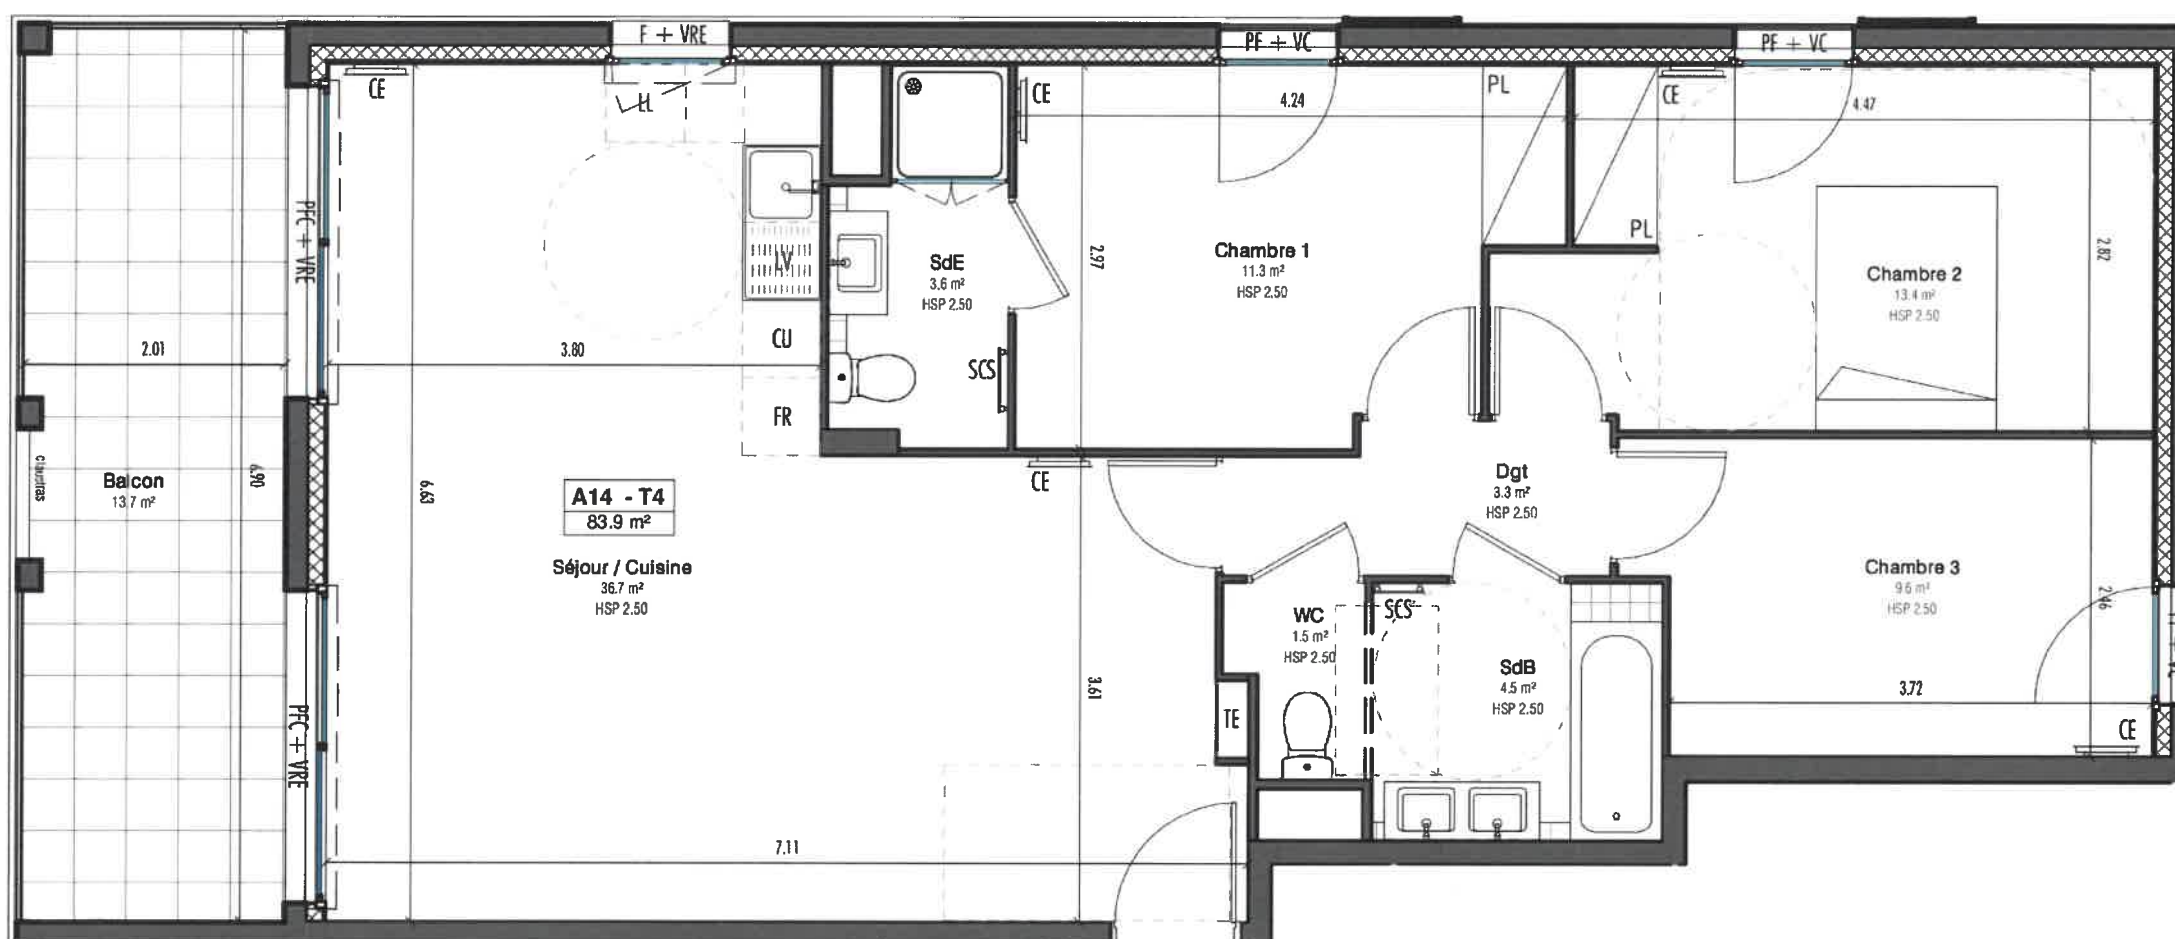 F + VRE
PF + VC
PF + VC
CE
LL
CE
4.24
PL
CE
4.47
PFC + VRE
LV
SdE
3.6 m²
HSP 2.50
2.97
Chambre 1
11.3 m²
HSP 2.50
PL
Chambre 2
13.4 m²
HSP 2.50
2.82
2.01
3.80
CU
SCS
FR
Claustras
Balcon
13.7 m²
6.90
6.63
A14 - T4
83.9 m²
CE
Dgt
3.3 m²
HSP 2.50
Séjour / Cuisine
36.7 m²
HSP 2.50
Chambre 3
9.6 m²
HSP 2.50
2.46
WC
1.5 m²
HSP 2.50
SCS
SdB
4.5 m²
HSP 2.50
3.61
3.72
PFC + VRE
TE
CE
7.11